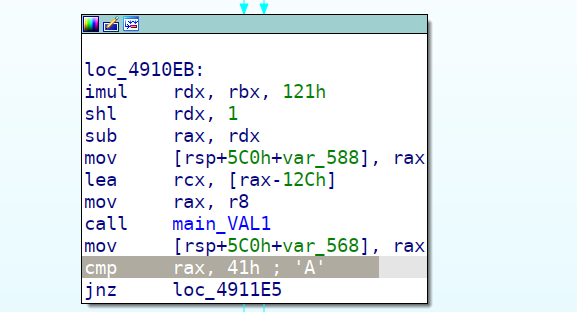 loc_4910EB:
imul rdx, rbx, 121h
shl rdx, 1
sub rax, rdx
mov [rsp+5C0h+var_588], rax
lea rcx, [rax-12Ch]
mov rax, r8
call main_VAL1
mov [rsp+5C0h+var_568], rax
cmp rax, 41h ; 'A'
jnz loc_4911E5